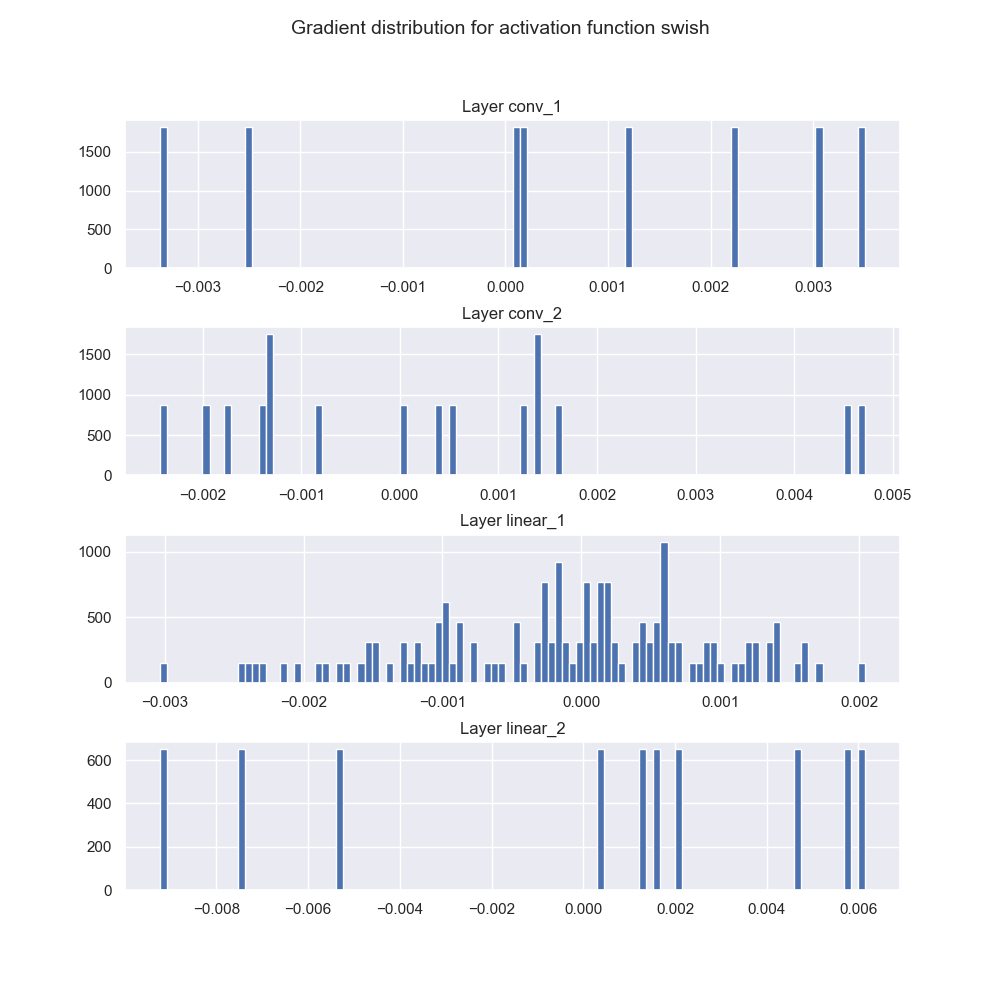 Gradient distribution for activation function swish
Layer conv_1
1500
1000
500
0
−0.003 −0.002 −0.001 0.000 0.001 0.002 0.003
Layer conv_2
1500
1000
500
0
−0.002 −0.001 0.000 0.001 0.002 0.003 0.004 0.005
Layer linear_1
1000
500
0
−0.003 −0.002 −0.001 0.000 0.001 0.002
Layer linear_2
600
400
200
0
−0.008 −0.006 −0.004 −0.002 0.000 0.002 0.004 0.006